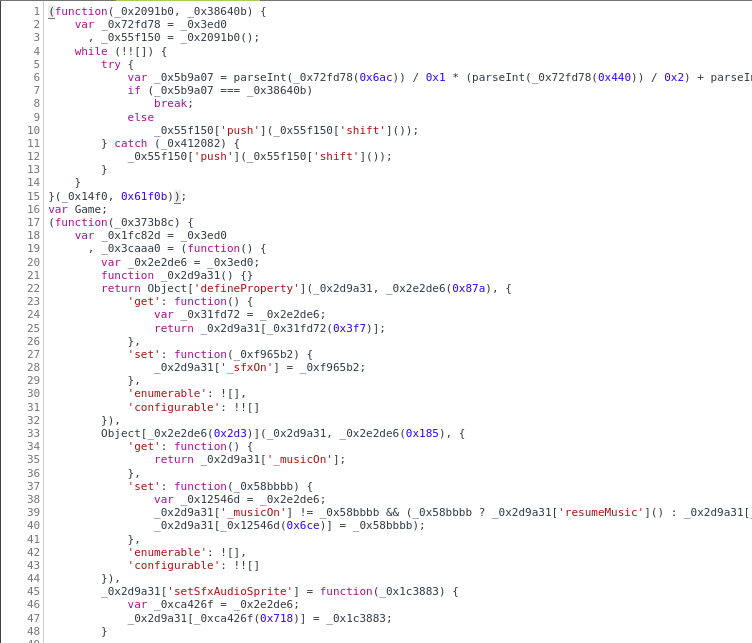 1 (function(_0x2091b0, _0x38640b) {
2     var _0x72fd78 = _0x3ed0
3       , _0x55f150 = _0x2091b0();
4     while (!![]) {
5         try {
6             var _0x5b9a07 = parseInt(_0x72fd78(0x6ac)) / 0x1 * (parseInt(_0x72fd78(0x440)) / 0x2) + parseIn
7             if (_0x5b9a07 === _0x38640b)
8                 break;
9             else
10                 _0x55f150['push'](_0x55f150['shift']());
11         } catch (_0x412082) {
12             _0x55f150['push'](_0x55f150['shift']());
13         }
14     }
15 }(_0x14f0, 0x61f0b));
16 var Game;
17 (function(_0x373b8c) {
18     var _0x1fc82d = _0x3ed0
19       , _0x3caaa0 = (function() {
20         var _0x2e2de6 = _0x3ed0;
21         function _0x2d9a31() {}
22         return Object['defineProperty'](_0x2d9a31, _0x2e2de6(0x87a), {
23             'get': function() {
24                 var _0x31fd72 = _0x2e2de6;
25                 return _0x2d9a31[_0x31fd72(0x3f7)];
26             },
27             'set': function(_0xf965b2) {
28                 _0x2d9a31['_sfxOn'] = _0xf965b2;
29             },
30             'enumerable': ![],
31             'configurable': !![]
32         }),
33         Object[_0x2e2de6(0x2d3)](_0x2d9a31, _0x2e2de6(0x185), {
34             'get': function() {
35                 return _0x2d9a31['_musicOn'];
36             },
37             'set': function(_0x58bbbb) {
38                 var _0x12546d = _0x2e2de6;
39                 _0x2d9a31['_musicOn'] != _0x58bbbb && (_0x58bbbb ? _0x2d9a31['resumeMusic']() : _0x2d9a31[_
40                 _0x2d9a31[_0x12546d(0x6ce)] = _0x58bbbb);
41             },
42             'enumerable': ![],
43             'configurable': !![]
44         }),
45         _0x2d9a31['setSfxAudioSprite'] = function(_0x1c3883) {
46             var _0xca426f = _0x2e2de6;
47             _0x2d9a31[_0xca426f(0x718)] = _0x1c3883;
48         }